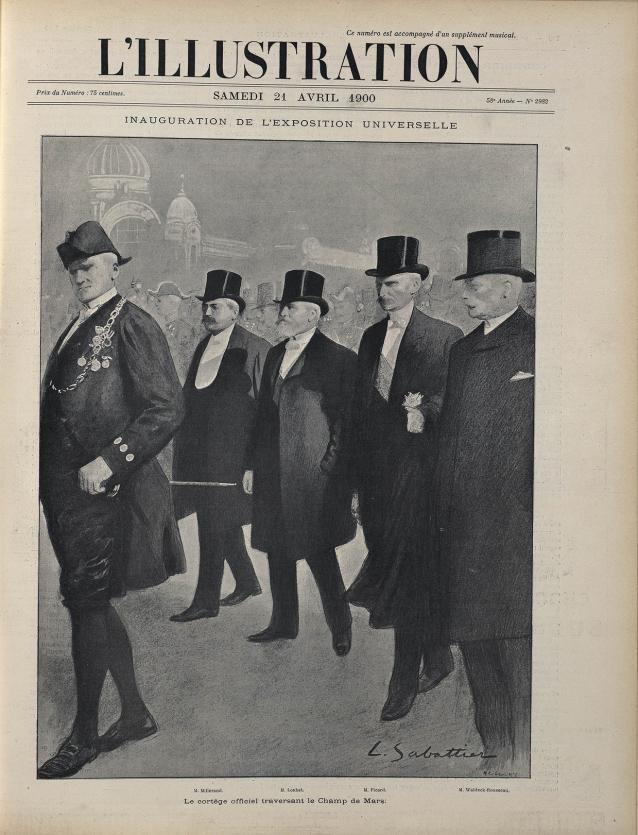 Ce numéro est accompagné d'un supplément musical.
L'ILLUSTRATION
Prix du Numéro : 75 centimes.
SAMEDI 21 AVRIL 1900
58e Année — N° 2982
INAUGURATION DE L'EXPOSITION UNIVERSELLE
L. Sabattier
M. Millerand. M. Loubet. M. Picard. M. Waldeck-Rousseau.
Le cortège officiel traversant le Champ de Mars.